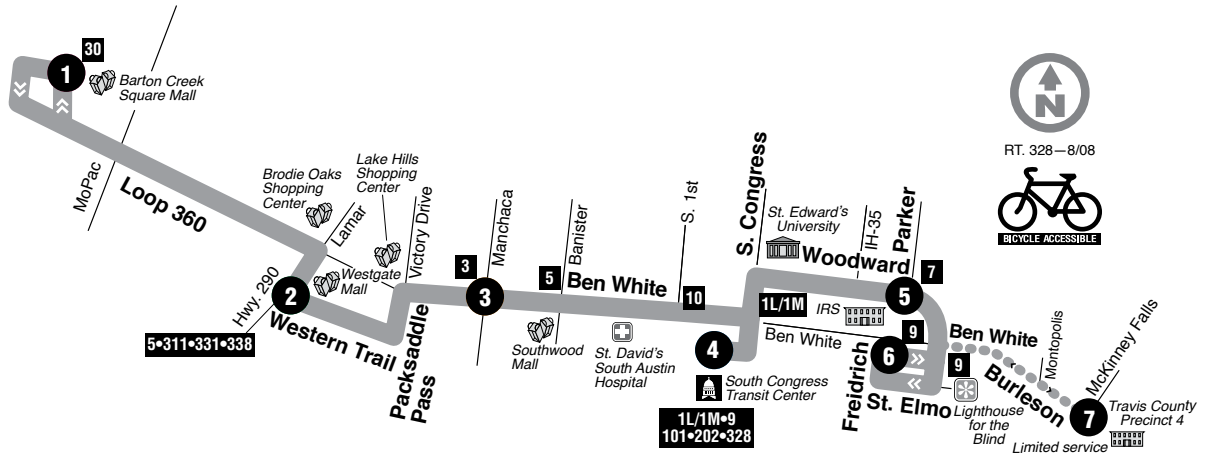 30
1
Barton Creek
Square Mall
MoPac
Loop 360
Brodie Oaks
Shopping
Center
Lake Hills
Shopping
Center
Lamar
Victory Drive
Westgate
Mall
Hwy. 290
2
5•311•331•338
Western Trail
Packsaddle
Pass
3
Manchaca
3
5
Banister
Ben White
Southwood
Mall
St. David's
South Austin
Hospital
S. 1st
10
4
South Congress
Transit Center
1L/1M•9
101•202•328
S. Congress
1L/1M
St. Edward's
University
Woodward
IH-35
Parker
7
5
IRS
Ben White
9
6
Freidrich
St. Elmo
9
Lighthouse
for the
Blind
Ben White
Burleson
Montopolis
McKinney Falls
7
Travis County
Precinct 4
Limited service
N
RT. 328—8/08
BICYCLE ACCESSIBLE